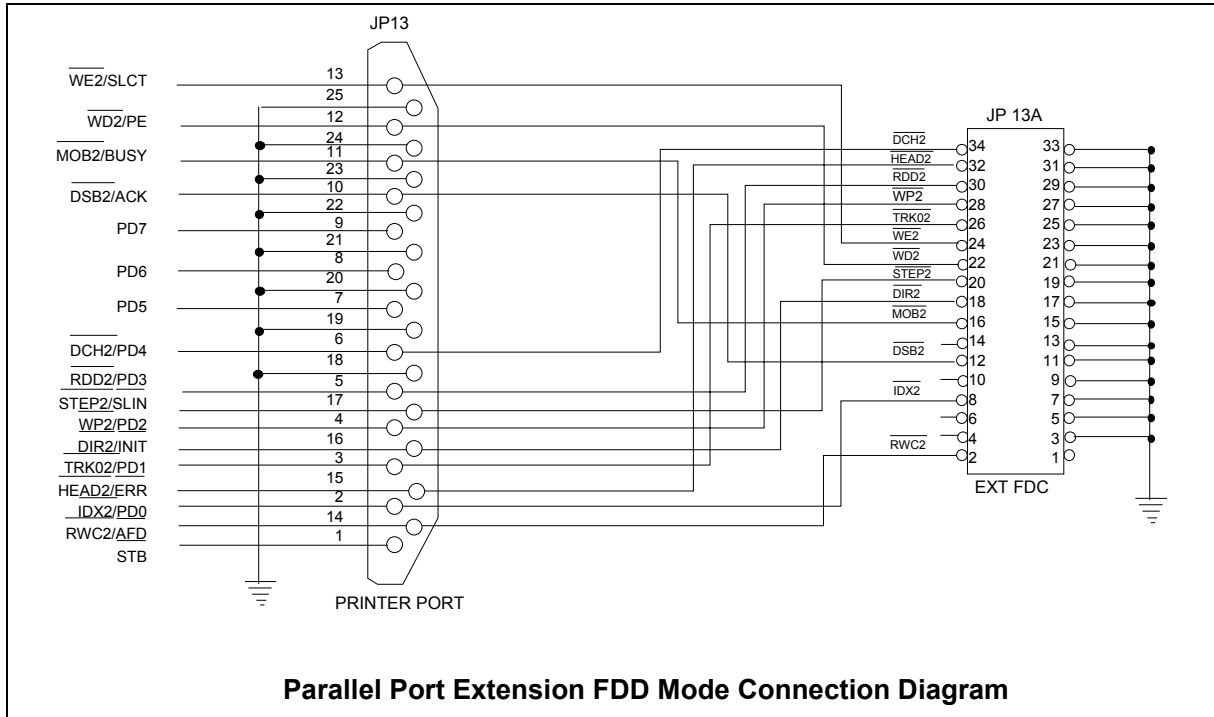 JP13
WE2/SLCT
13
25
WD2/PE
12
24
MOB2/BUSY
11
23
DSB2/ACK
10
22
PD7
9
21
PD6
8
20
PD5
7
19
DCH2/PD4
6
18
RDD2/PD3
5
STEP2/SLIN
17
WP2/PD2
4
DIR2/INIT
16
TRK02/PD1
3
HEAD2/ERR
15
IDX2/PD0
2
RWC2/AFD
14
STB
1
PRINTER PORT
JP 13A
DCH2 34 33
HEAD2 32 31
RDD2 30 29
WP2 28 27
TRK02 26 25
WE2 24 23
WD2 22 21
STEP2 20 19
DIR2 18 17
MOB2 16 15
14 13
DSB2 12 11
10 9
IDX2 8 7
6 5
4 3
RWC2 2 1
EXT FDC
Parallel Port Extension FDD Mode Connection Diagram